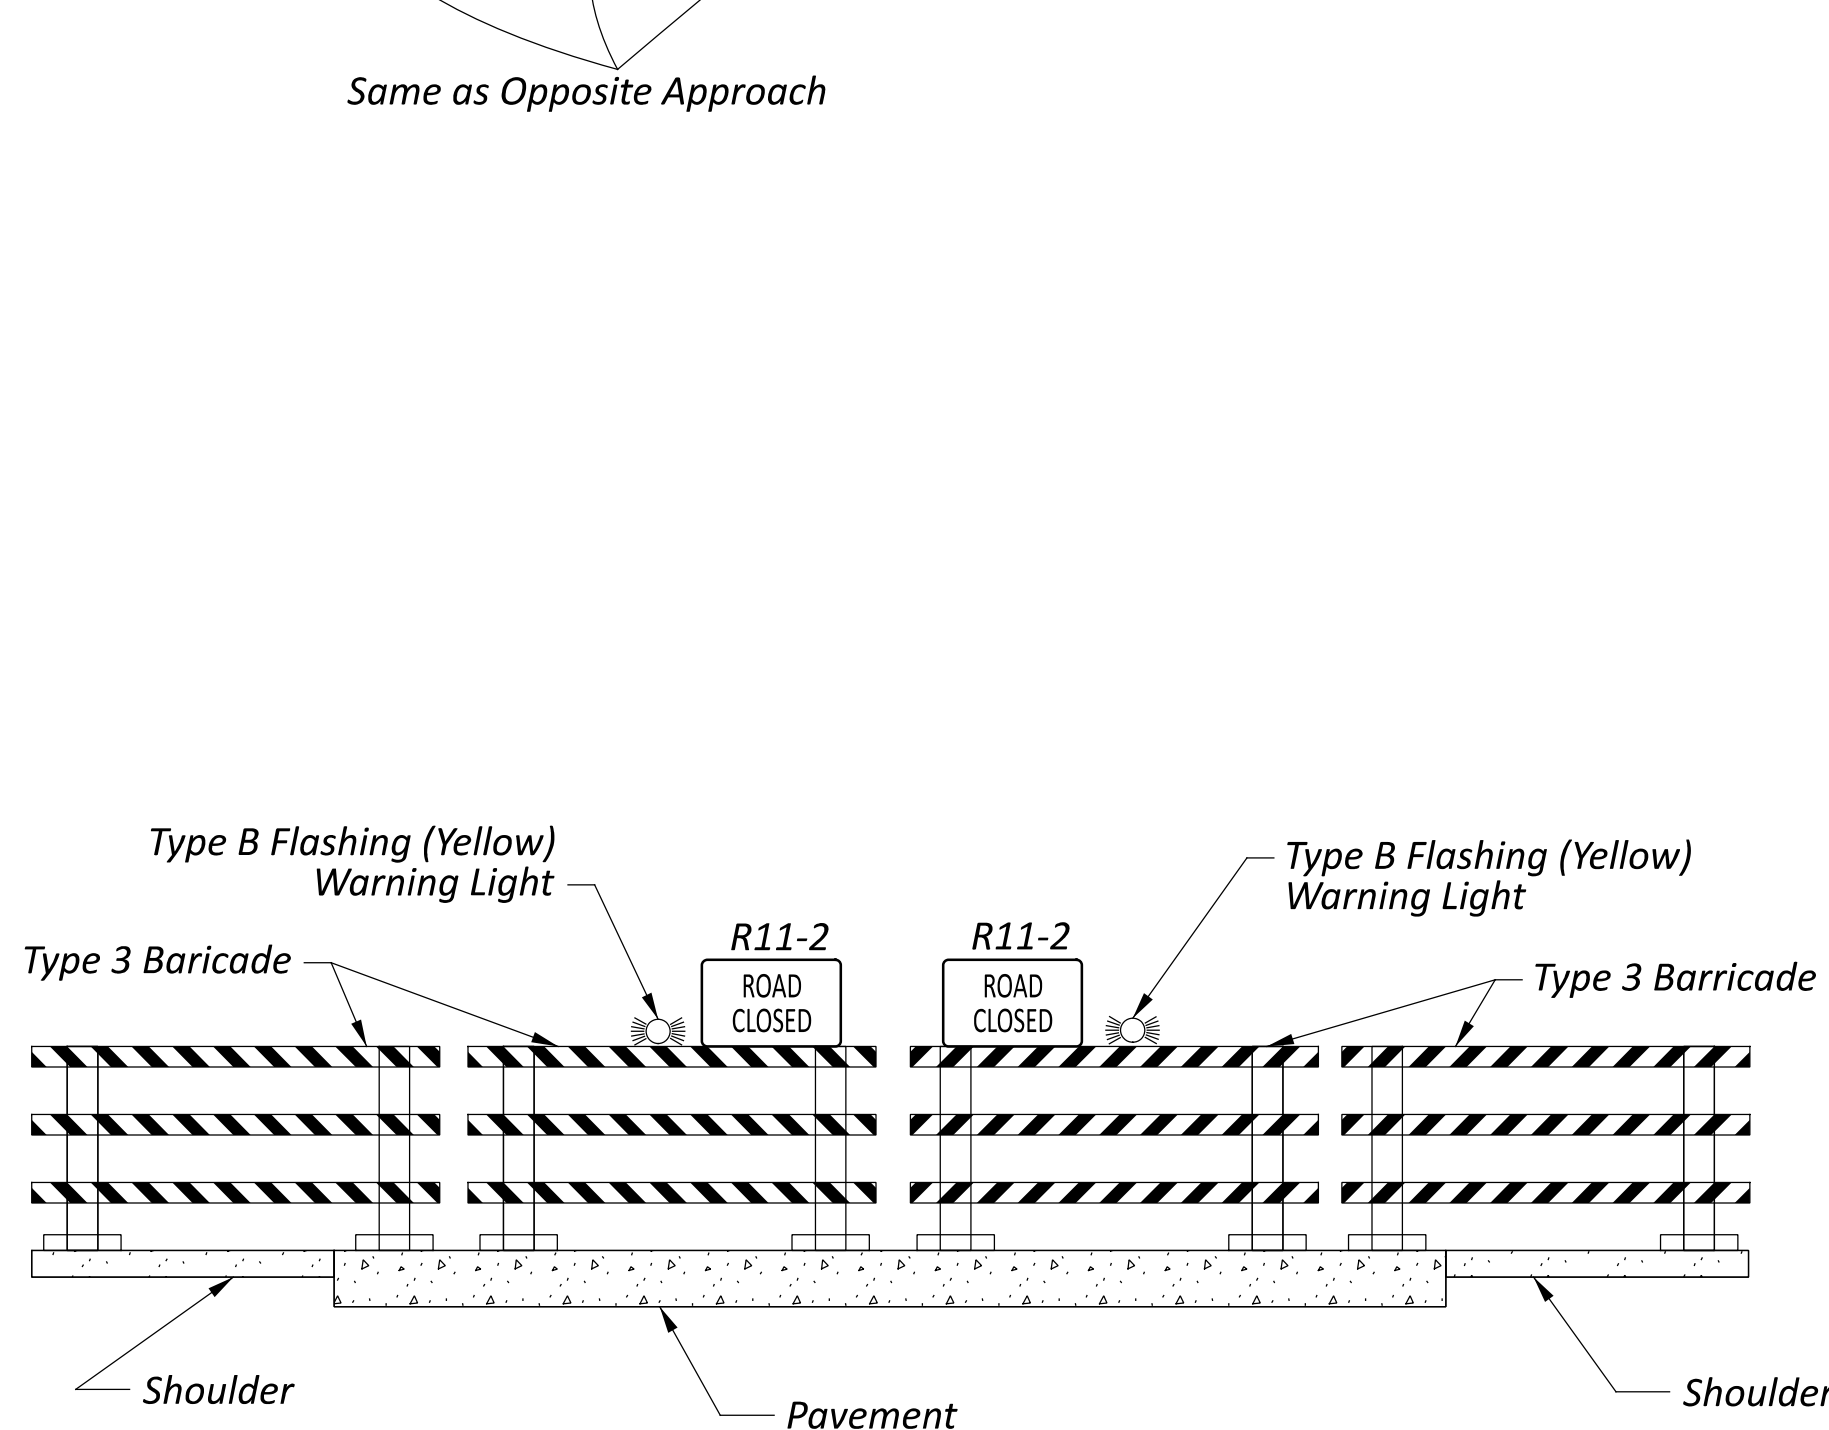 Same as Opposite Approach
Type B Flashing (Yellow)
Warning Light
Type B Flashing (Yellow)
Warning Light
R11-2
R11-2
Type 3 Baricade
ROAD
CLOSED
ROAD
CLOSED
Type 3 Barricade
Shoulder
Pavement
Shoulder